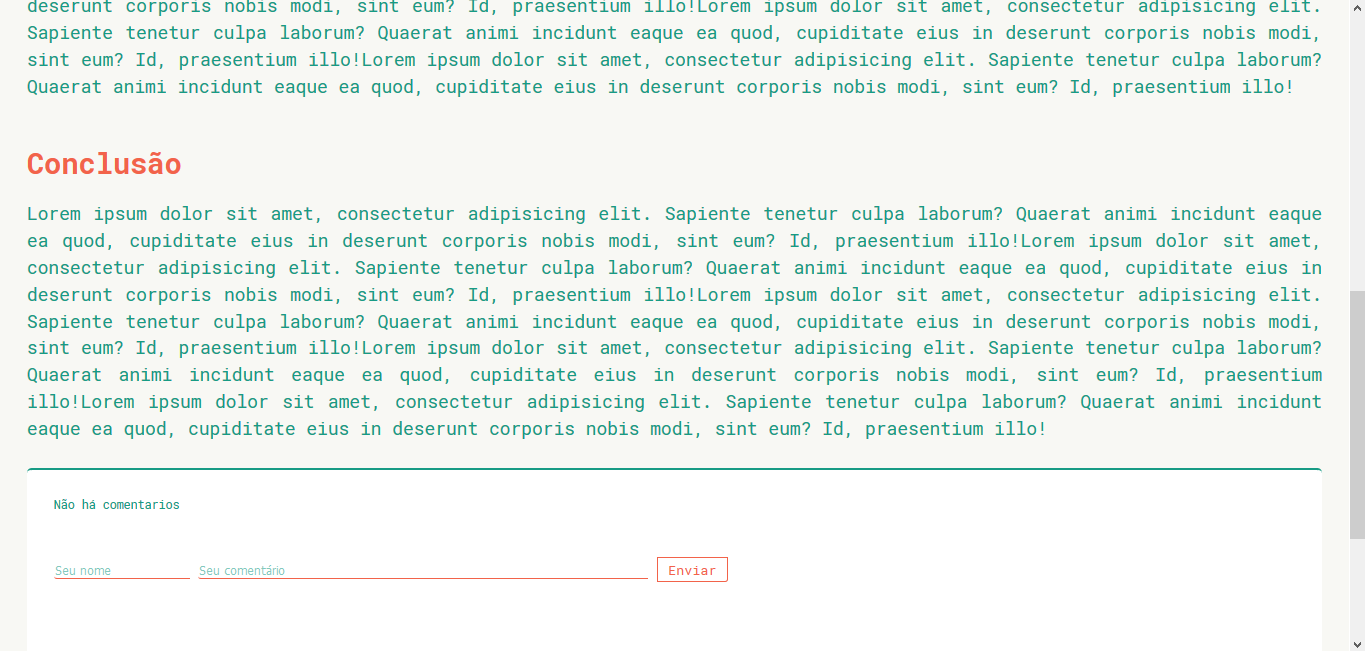 deserunt corporis nobis modi, sint eum? Id, praesentium illo!Lorem ipsum dolor sit amet, consectetur adipisicing elit.
Sapiente tenetur culpa laborum? Quaerat animi incidunt eaque ea quod, cupiditate eius in deserunt corporis nobis modi,
sint eum? Id, praesentium illo!Lorem ipsum dolor sit amet, consectetur adipisicing elit. Sapiente tenetur culpa laborum?
Quaerat animi incidunt eaque ea quod, cupiditate eius in deserunt corporis nobis modi, sint eum? Id, praesentium illo!
Conclusão
Lorem ipsum dolor sit amet, consectetur adipisicing elit. Sapiente tenetur culpa laborum? Quaerat animi incidunt eaque
ea quod, cupiditate eius in deserunt corporis nobis modi, sint eum? Id, praesentium illo!Lorem ipsum dolor sit amet,
consectetur adipisicing elit. Sapiente tenetur culpa laborum? Quaerat animi incidunt eaque ea quod, cupiditate eius in
deserunt corporis nobis modi, sint eum? Id, praesentium illo!Lorem ipsum dolor sit amet, consectetur adipisicing elit.
Sapiente tenetur culpa laborum? Quaerat animi incidunt eaque ea quod, cupiditate eius in deserunt corporis nobis modi,
sint eum? Id, praesentium illo!Lorem ipsum dolor sit amet, consectetur adipisicing elit. Sapiente tenetur culpa laborum?
Quaerat animi incidunt eaque ea quod, cupiditate eius in deserunt corporis nobis modi, sint eum? Id, praesentium
illo!Lorem ipsum dolor sit amet, consectetur adipisicing elit. Sapiente tenetur culpa laborum? Quaerat animi incidunt
eaque ea quod, cupiditate eius in deserunt corporis nobis modi, sint eum? Id, praesentium illo!
Não há comentarios
Seu nome Seu comentário Enviar